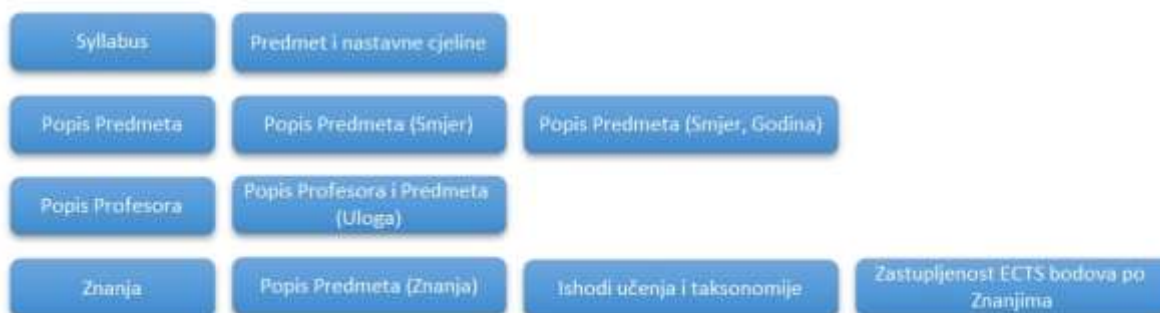 Syllabus
Predmet i nastavne cjeline
Popis Predmeta
Popis Predmeta (Smjer)
Popis Predmeta (Smjer, Godina)
Popis Profesora
Popis Profesora i Predmeta
(Uloga)
Znanja
Popis Predmeta (Znanja)
Ishodi učenja i taksonomije
Zastupljenost ECTS bodova po
Znanjima